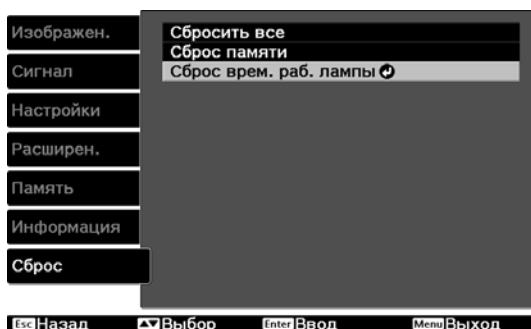 Изображен.
Сигнал
Настройки
Расширен.
Память
Информация
Сброс
Сбросить все
Сброс памяти
Сброс врем. раб. лампы
Esc Назад Выбор Enter Ввод Menu Выход